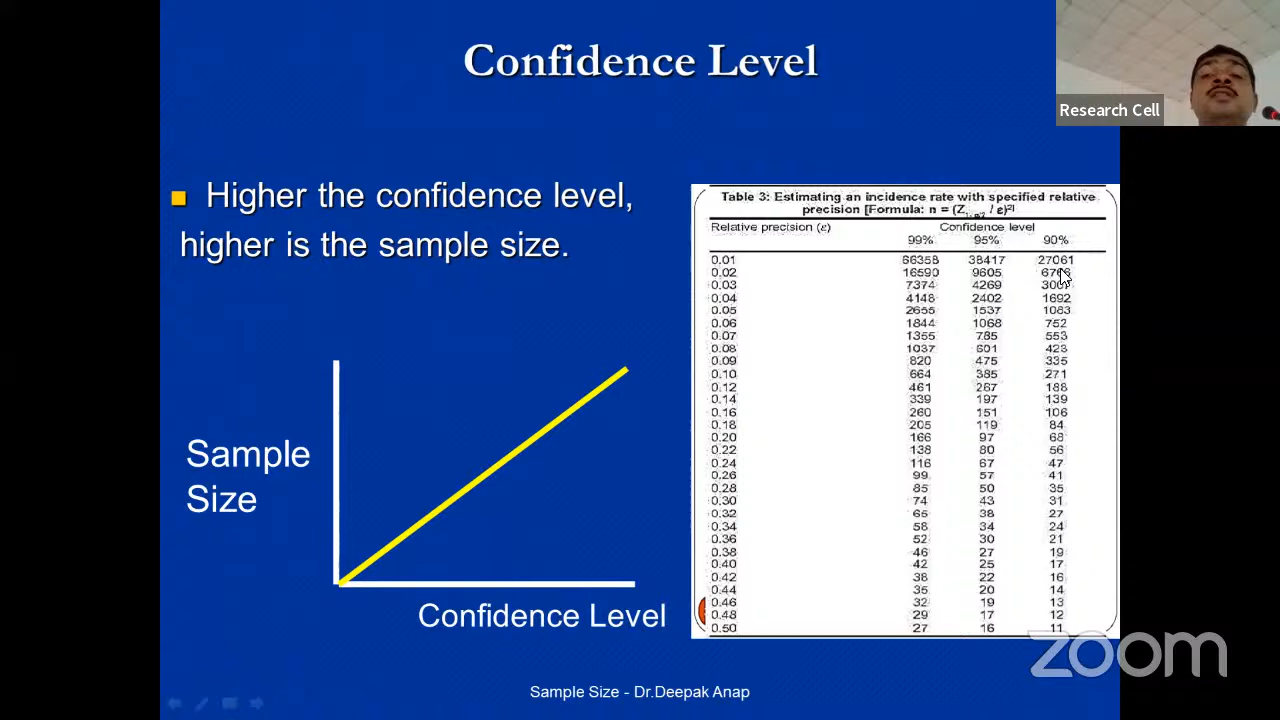 Confidence Level
Research Cell
Higher the confidence level,
higher is the sample size.
Sample
Size
Confidence Level
Table 3: Estimating an incidence rate with specified relative
precision [Formula: n = (Z / ε)²]
Relative precision (ε) Confidence level
99% 95% 90%
0.01 66358 38417 27061
0.02 16590 9605
0.03 7374 4269
0.04 4148 2402 1692
0.05 2655 1537 1083
0.06 1844 1068 752
0.07 1355 785 553
0.08 1037 601 423
0.09 820 475 335
0.10 664 385 271
0.12 461 267 188
0.14 339 197 139
0.16 260 151 106
0.18 205 119 84
0.20 166 97 68
0.22 138 80 56
0.24 116 67 47
0.26 99 57 41
0.28 85 50 35
0.30 74 43 31
0.32 65 38 27
0.34 58 34 24
0.36 52 30 21
0.38 46 27 19
0.40 42 25 17
0.42 38 22 16
0.44 35 20 14
0.46 32 19 13
0.48 29 17 12
0.50 27 16 11
zoom
Sample Size - Dr.Deepak Anap